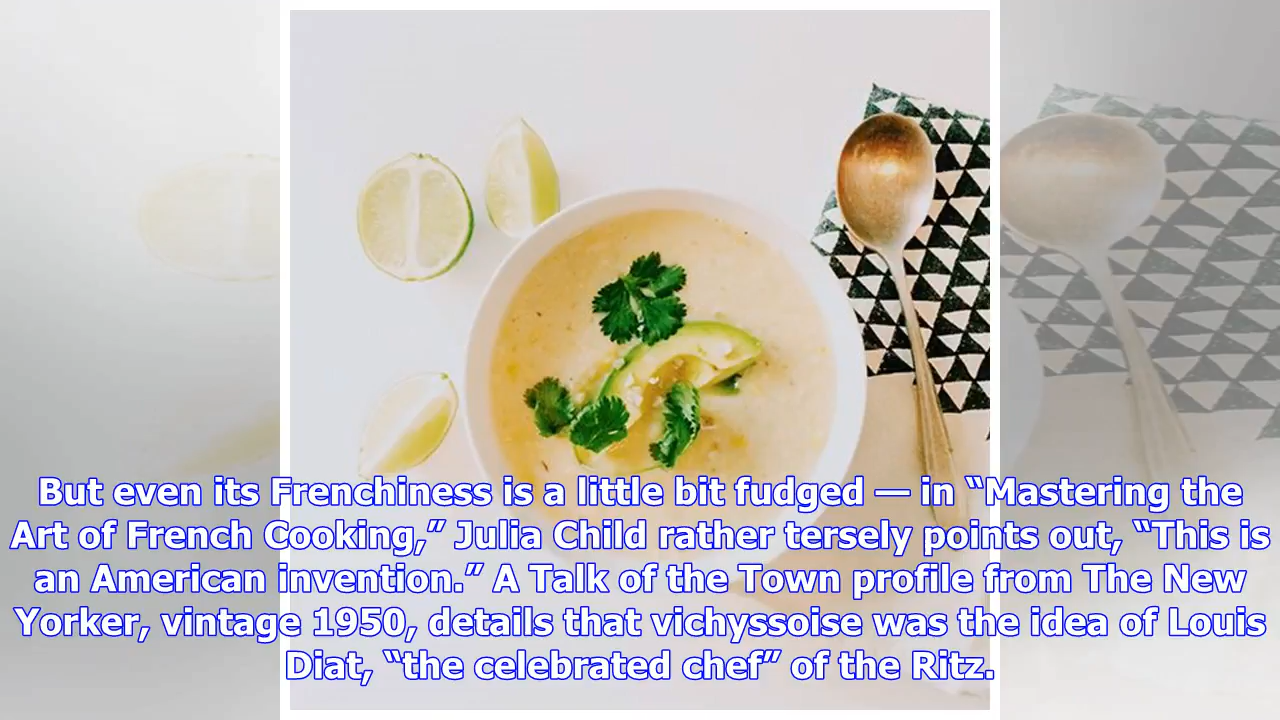 But even its Frenchiness is a little bit fudged — in “Mastering the
Art of French Cooking,” Julia Child rather tersely points out, “This is
an American invention.” A Talk of the Town profile from The New
Yorker, vintage 1950, details that vichyssoise was the idea of Louis
Diat, “the celebrated chef” of the Ritz.